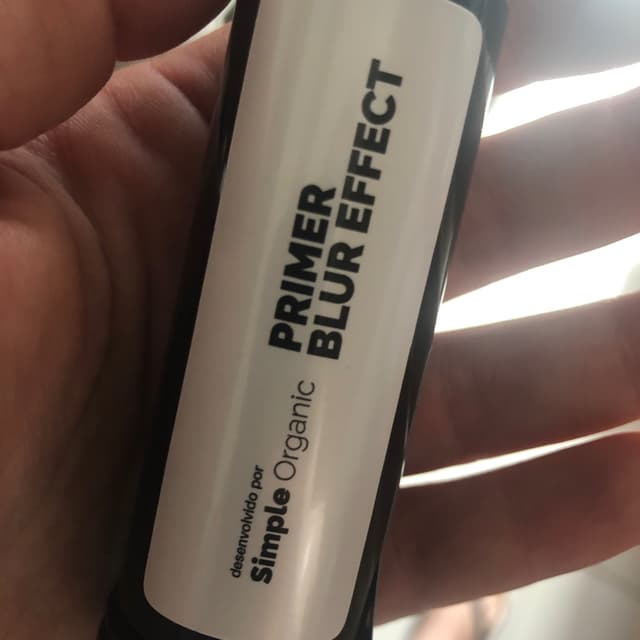 PRIMER
BLUR EFFECT
desenvolvido por
Simple Organic